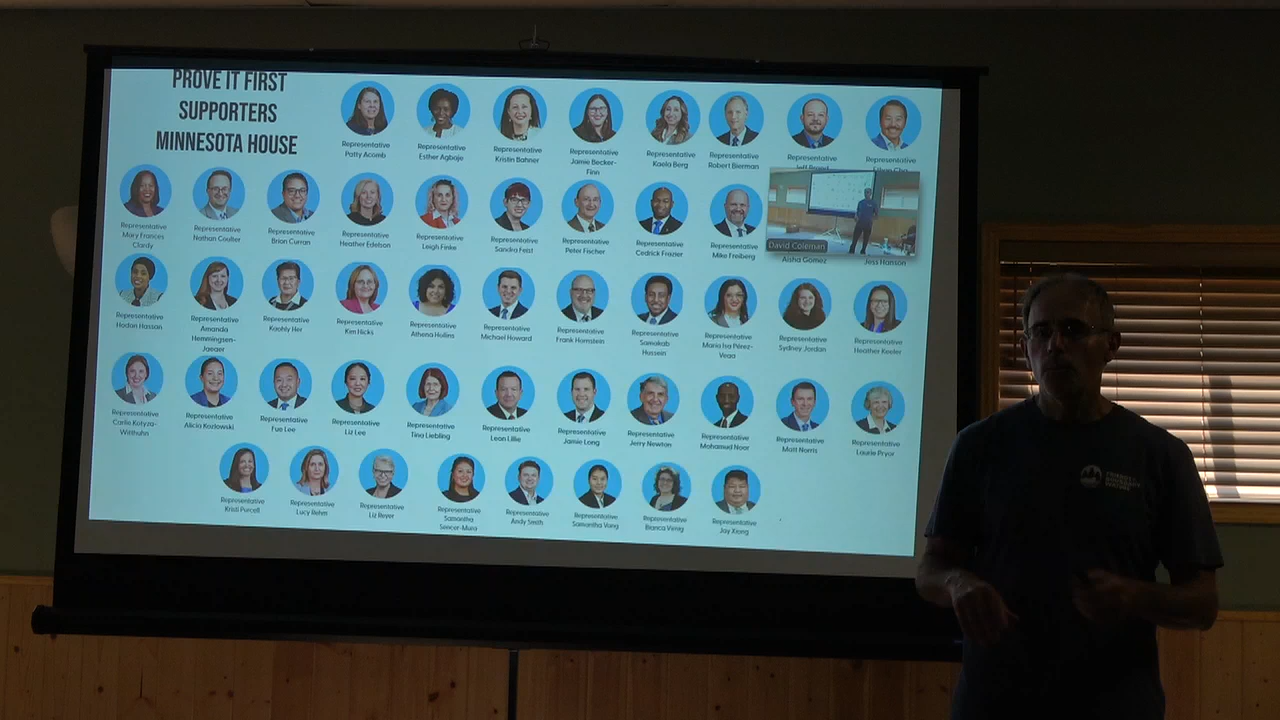 PROVE IT FIRST
SUPPORTERS
MINNESOTA HOUSE
Representative
Patty Acomb
Representative
Esther Agbaje
Representative
Kristin Bahner
Representative
Jamie Becker-
Finn
Representative
Kaela Berg
Representative
Robert Bierman
Representative
Representative
Representative
Mary Frances
Clardy
Representative
Nathan Coulter
Representative
Brion Curran
Representative
Heather Edelson
Representative
Leigh Finke
Representative
Sandra Feist
Representative
Peter Fischer
Representative
Cedrick Frazier
Representative
Mike Freiberg
David Coleman
Aisha Gomez
Jess Hanson
Representative
Hodan Hassan
Representative
Amanda
Hemmingsen-
Jaeger
Representative
Kaohly Her
Representative
Kim Hicks
Representative
Athena Hollins
Representative
Michael Howard
Representative
Frank Hornstein
Representative
Samakab
Hussein
Representative
María Isa Pérez-
Vega
Representative
Sydney Jordan
Representative
Heather Keeler
Representative
Carlie Kotyza-
Witthuhn
Representative
Alicia Kozlowski
Representative
Fue Lee
Representative
Liz Lee
Representative
Tina Liebling
Representative
Leon Lillie
Representative
Jamie Long
Representative
Jerry Newton
Representative
Mohamud Noor
Representative
Matt Norris
Representative
Laurie Pryor
Representative
Kristi Pursell
Representative
Lucy Rehm
Representative
Liz Reyer
Representative
Samantha
Sencer-Mura
Representative
Andy Smith
Representative
Samantha Vang
Representative
Bianca Virnig
Representative
Jay Xiong